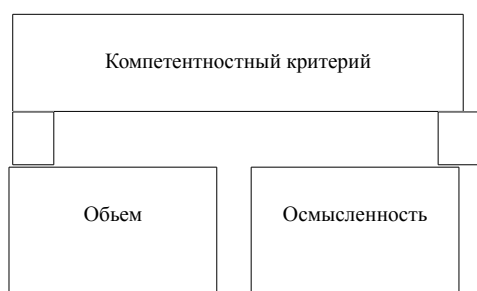 Компетентностный критерий
Обьем
Осмысленность